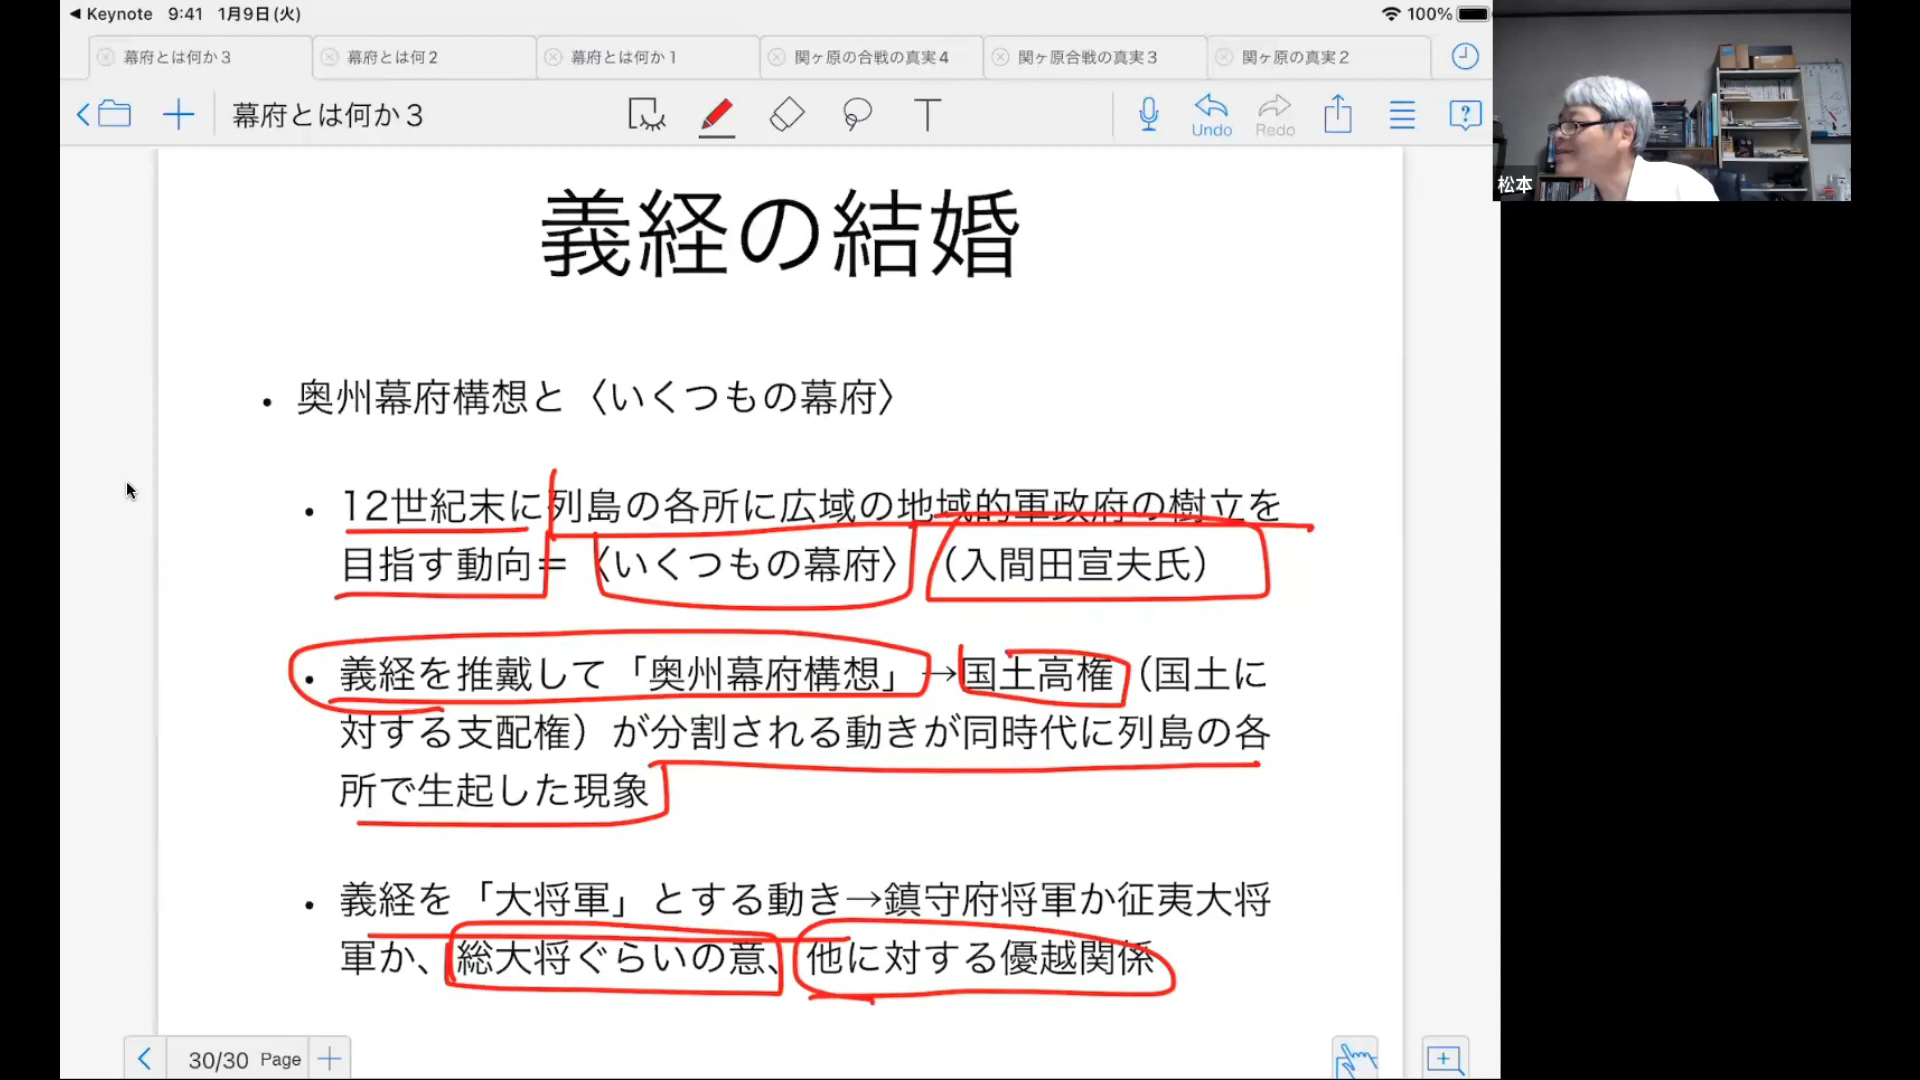 ◀ Keynote 9:41 1月9日(火) 100%
幕府とは何か３ 幕府とは何２ 幕府とは何か１ 関ヶ原の合戦の真実４ 関ヶ原合戦の真実３ 関ヶ原の真実２
幕府とは何か３ T Undo Redo ?
松本
義経の結婚
・奥州幕府構想と〈いくつもの幕府〉
・12世紀末に列島の各所に広域の地域的軍政府の樹立を
目指す動向＝〈いくつもの幕府〉（入間田宣夫氏）
・義経を推戴して「奥州幕府構想」→国土高権（国土に
対する支配権）が分割される動きが同時代に列島の各
所で生起した現象
・義経を「大将軍」とする動き→鎮守府将軍か征夷大将
軍か、総大将ぐらいの意、他に対する優越関係
30/30 Page